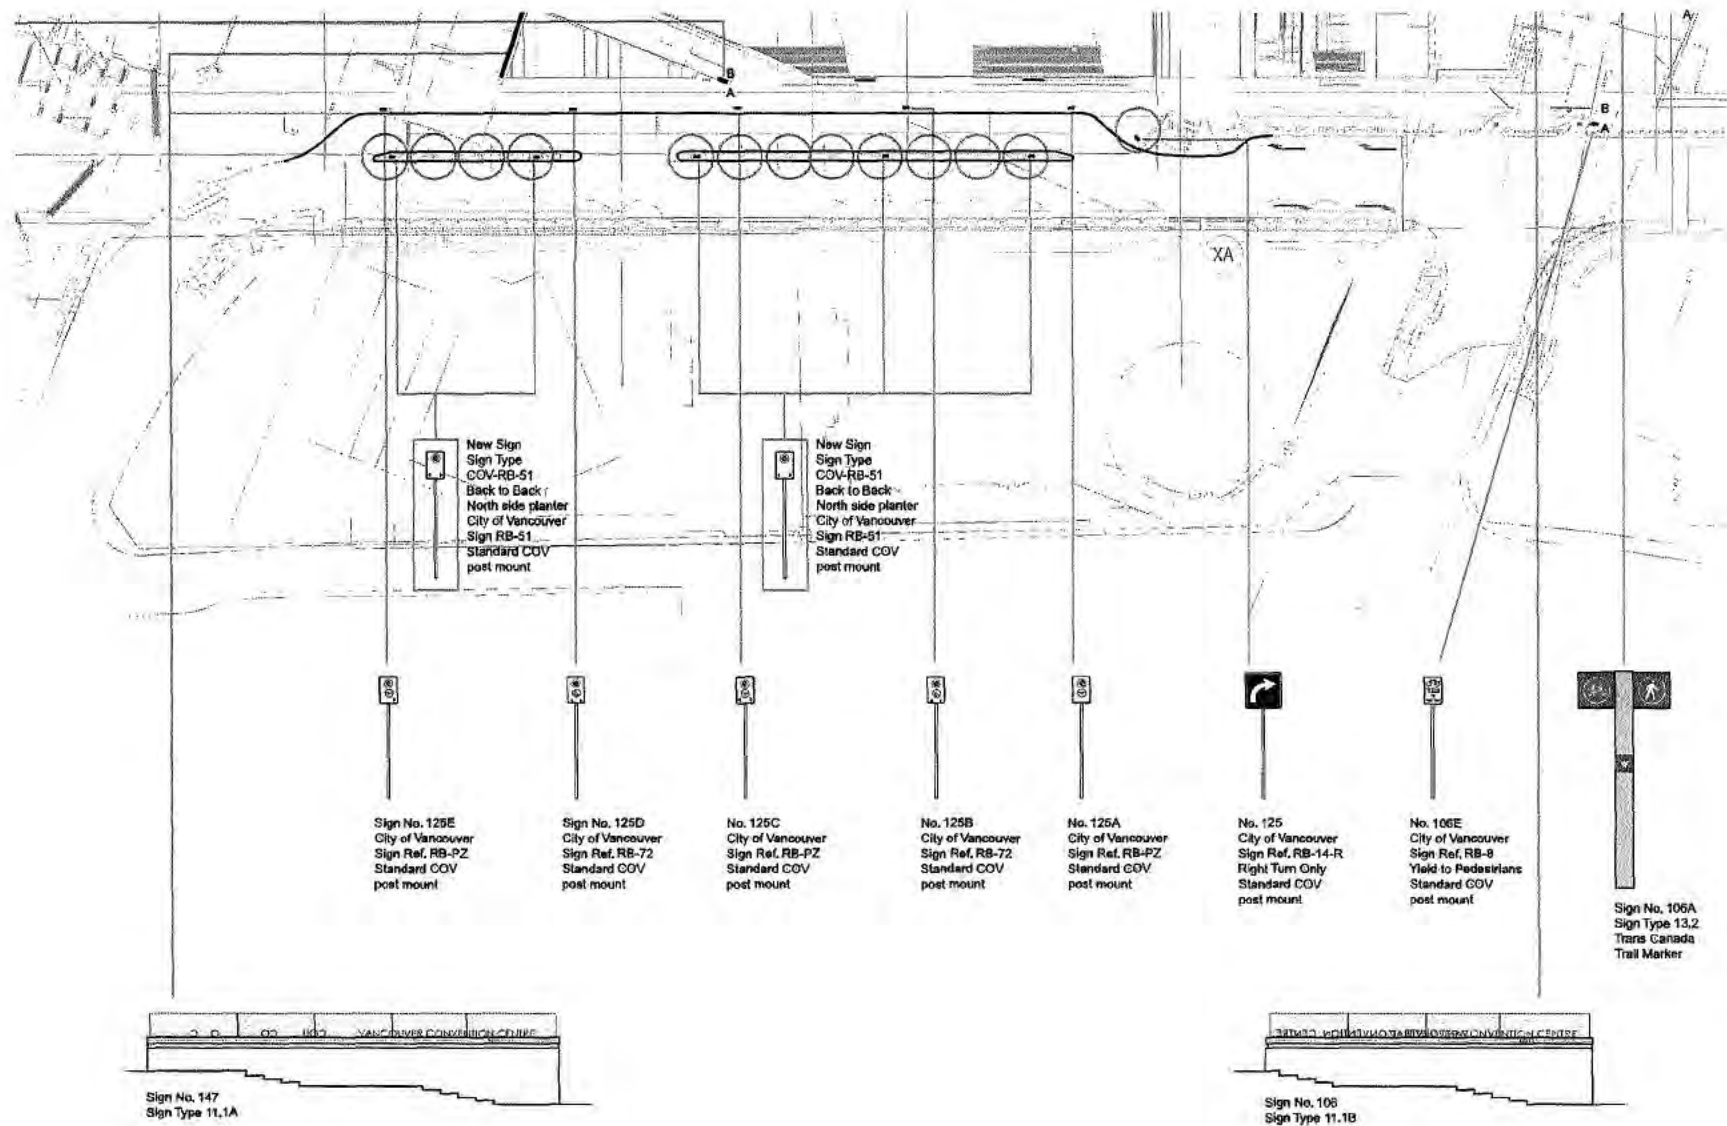 A
B
A
B
A
XA
New Sign
Sign Type
COV-RB-51
Back to Back
North side planter
City of Vancouver
Sign RB-51
Standard COV
post mount
New Sign
Sign Type
COV-RB-51
Back to Back
North side planter
City of Vancouver
Sign RB-51
Standard COV
post mount
Sign No. 125E
City of Vancouver
Sign Ref. RB-PZ
Standard COV
post mount
Sign No. 125D
City of Vancouver
Sign Ref. RB-72
Standard COV
post mount
No. 125C
City of Vancouver
Sign Ref. RB-PZ
Standard COV
post mount
No. 125B
City of Vancouver
Sign Ref. RB-72
Standard COV
post mount
No. 125A
City of Vancouver
Sign Ref. RB-PZ
Standard COV
post mount
No. 125
City of Vancouver
Sign Ref. RB-14-R
Right Turn Only
Standard COV
post mount
No. 106E
City of Vancouver
Sign Ref. RB-8
Yield to Pedestrians
Standard COV
post mount
Sign No. 106A
Sign Type 13.2
Trans Canada
Trail Marker
VANCOUVER CONVENTION CENTRE
Sign No. 147
Sign Type 11.1A
CONVENTION CENTRE
Sign No. 106
Sign Type 11.1B